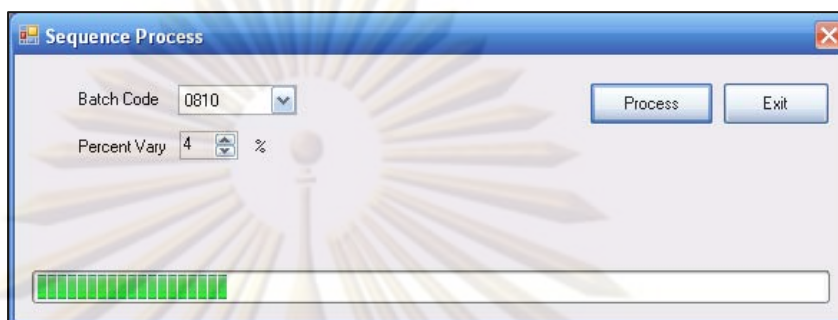 Sequence Process
Batch Code 0810 Process Exit
Percent Vary 4 %